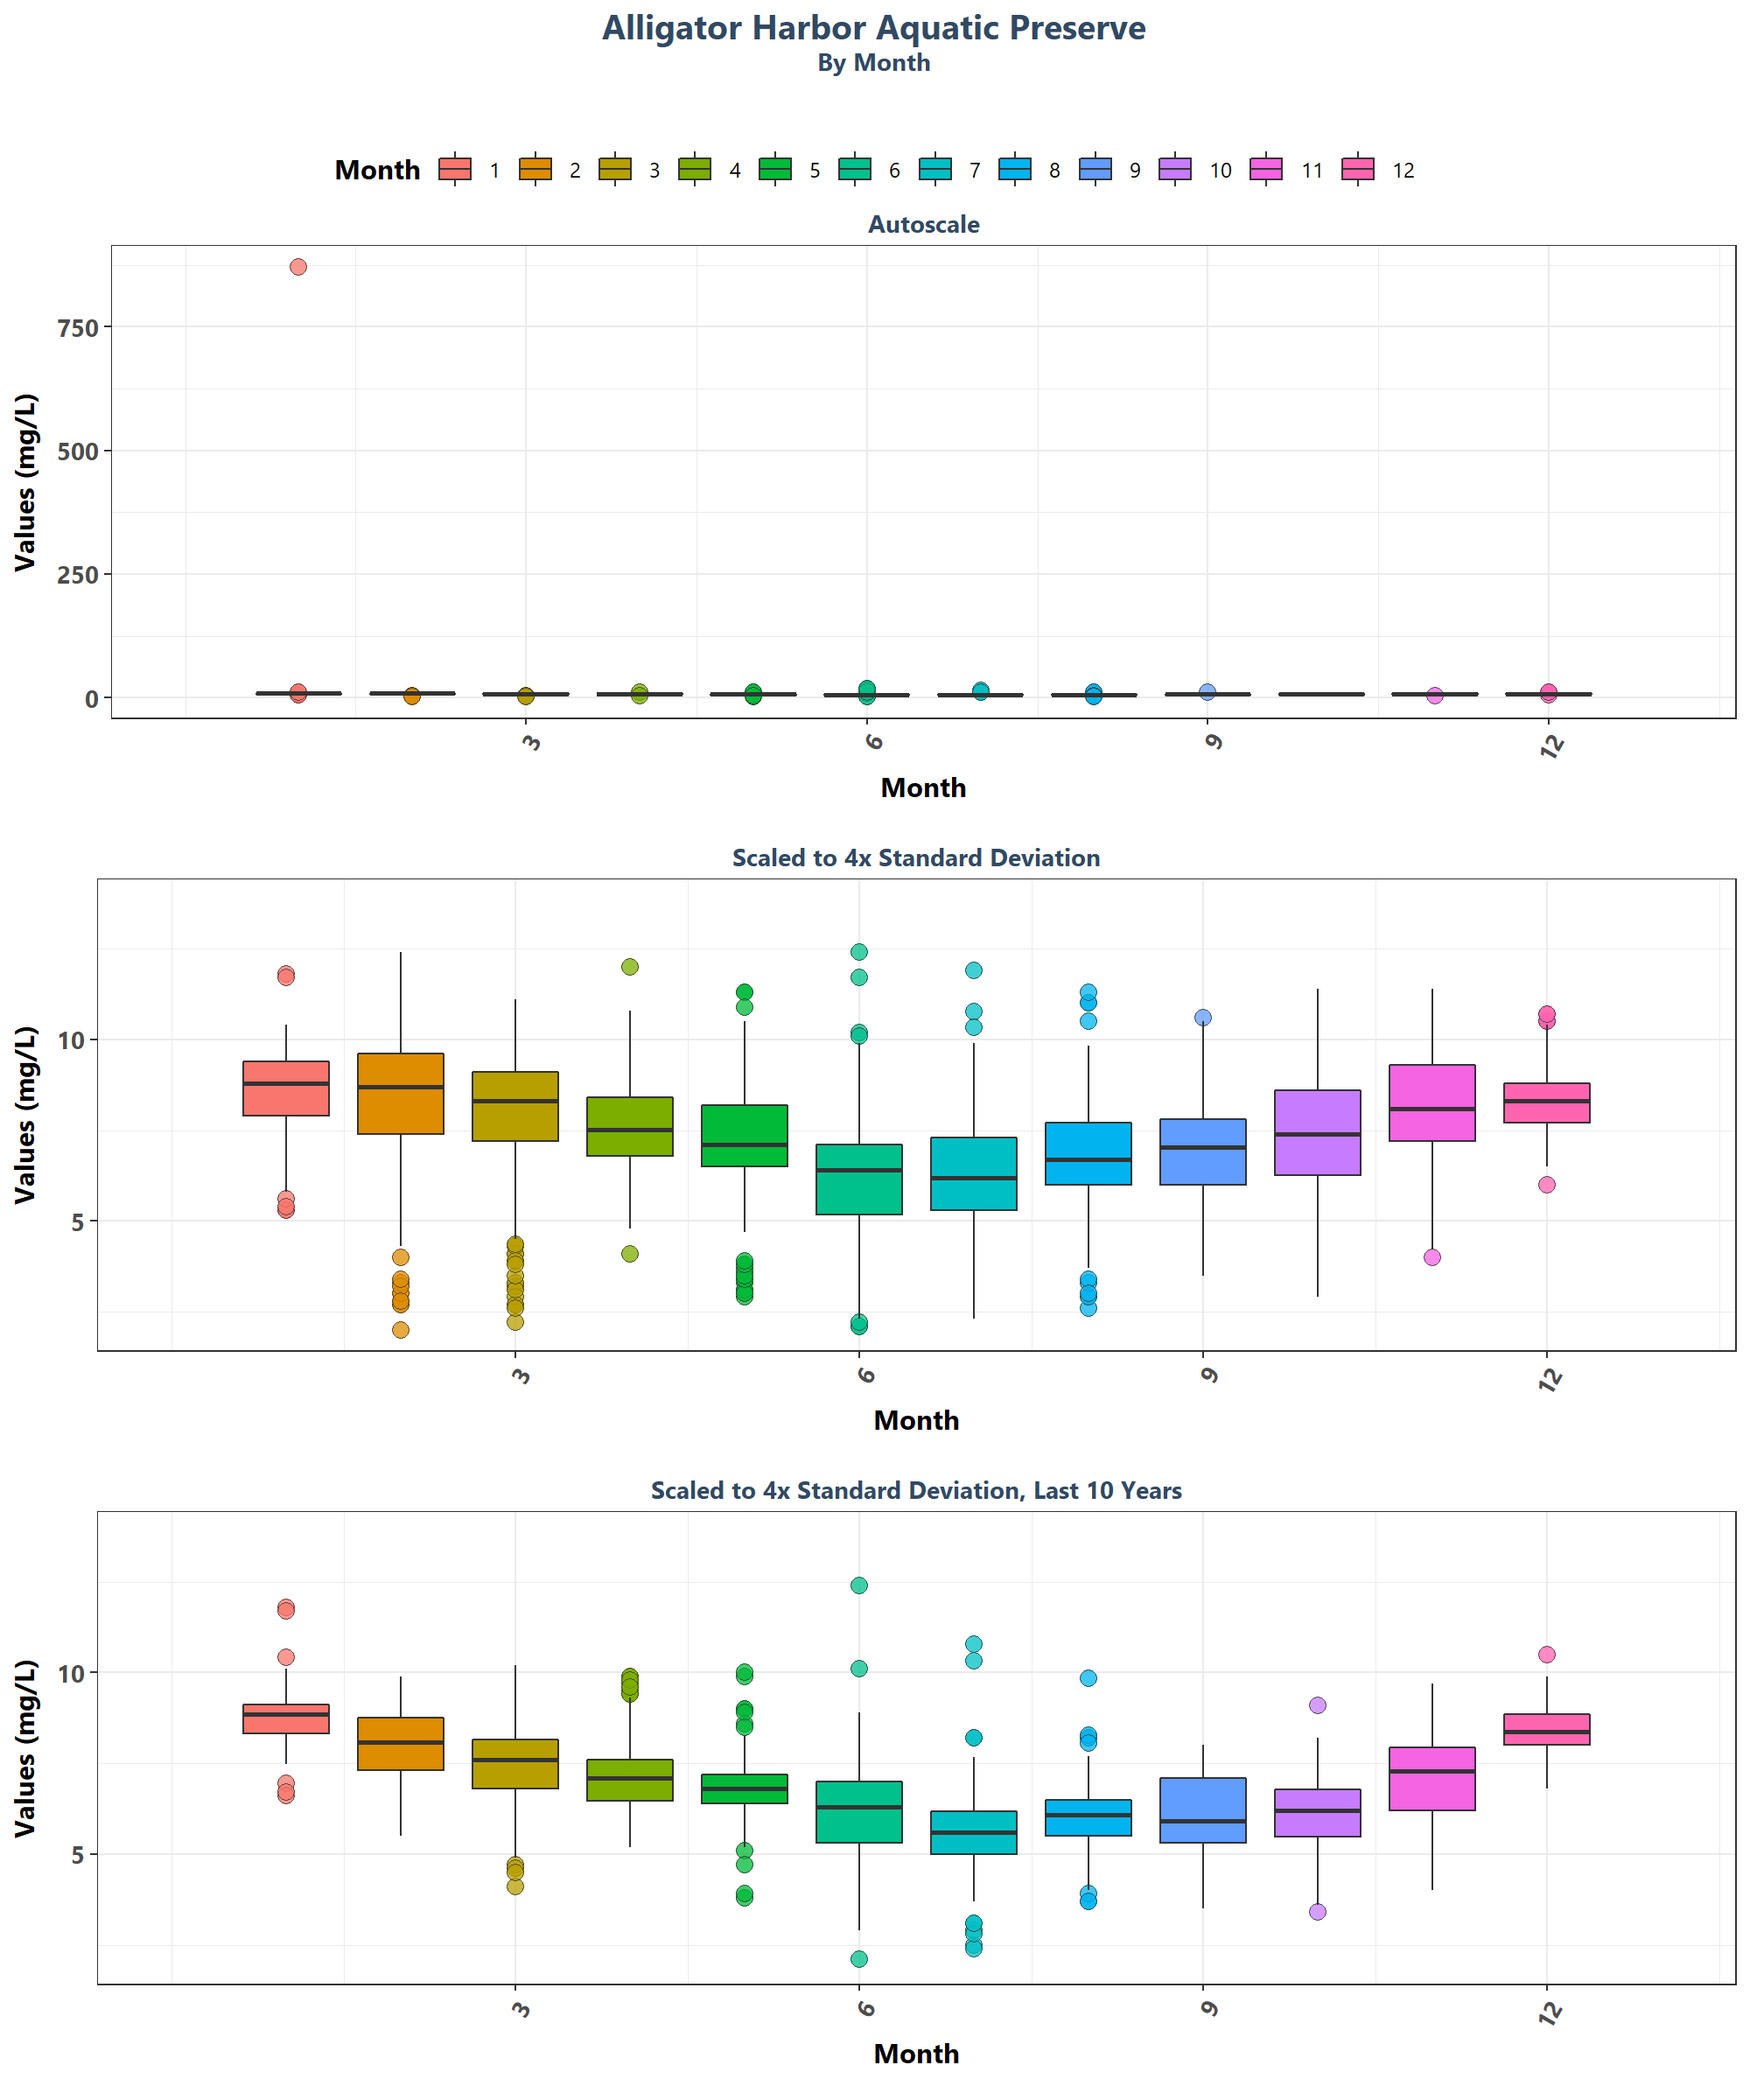 Alligator Harbor Aquatic Preserve
By Month
Month 1 2 3 4 5 6 7 8 9 10 11 12
Autoscale
Values (mg/L)
750
500
250
0
3 6 9 12
Month
Scaled to 4x Standard Deviation
Values (mg/L)
10
5
3 6 9 12
Month
Scaled to 4x Standard Deviation, Last 10 Years
Values (mg/L)
10
5
3 6 9 12
Month